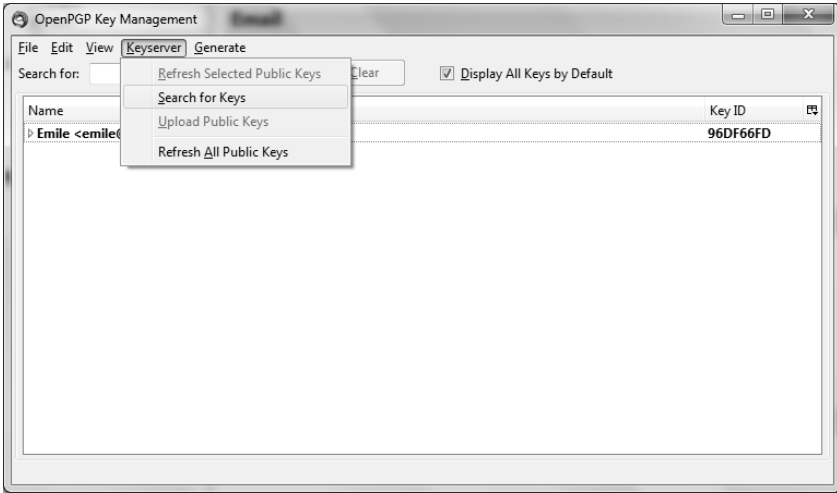 OpenPGP Key Management
Email
File Edit View Keyserver Generate
Search for: Clear Display All Keys by Default
Refresh Selected Public Keys
Search for Keys
Upload Public Keys
Refresh All Public Keys
Name Key ID
Emile <emile@ 96DF66FD